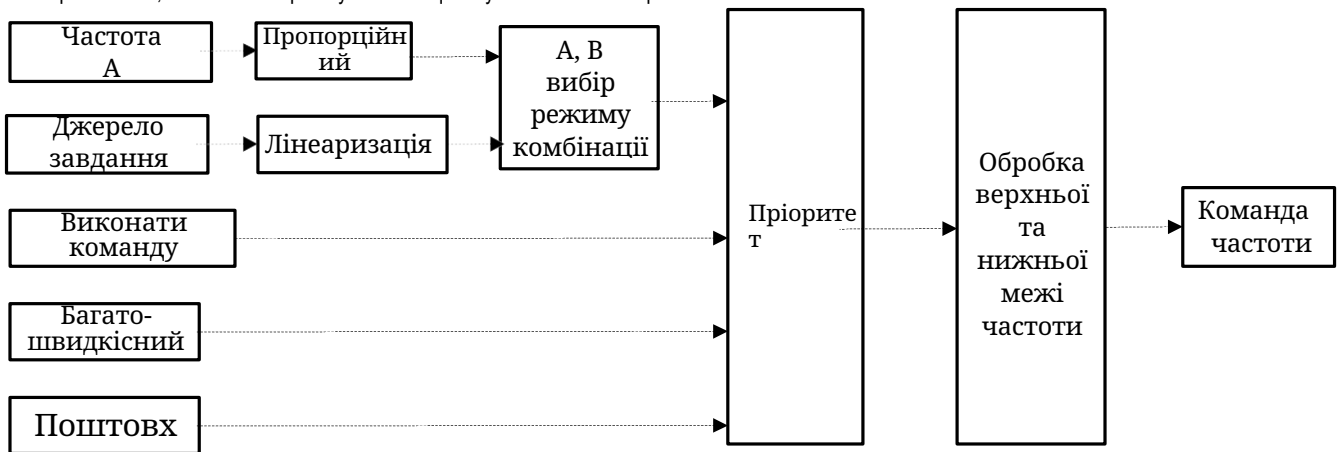 Частота
А
Пропорційн
ий
А, В
вибір
режиму
комбінації
Джерело
завдання
Лінеаризація
Виконати
команду
Багато-
швидкісний
Поштовх
Пріорите
т
Обробка
верхньої
та
нижньої
межі
частоти
Команда
частоти